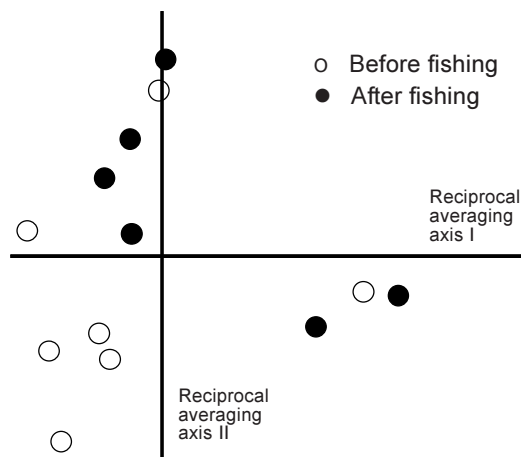 Before fishing
After fishing
Reciprocal
averaging
axis I
Reciprocal
averaging
axis II